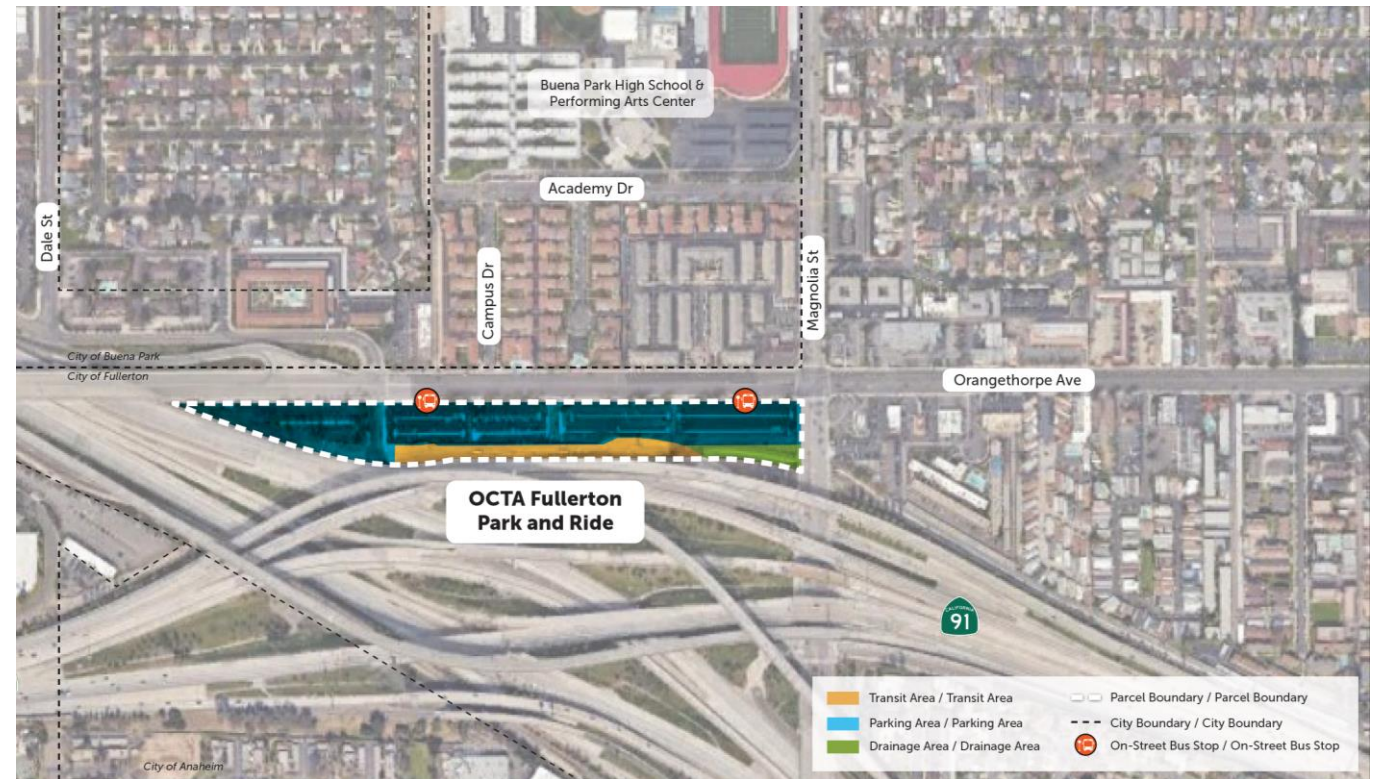 Buena Park High School &
Performing Arts Center
Academy Dr
Dale St
Campus Dr
Magnolia St
City of Buena Park
City of Fullerton
Orangethorpe Ave
OCTA Fullerton
Park and Ride
CALIFORNIA
91
City of Anaheim
Transit Area / Transit Area
Parking Area / Parking Area
Drainage Area / Drainage Area
Parcel Boundary / Parcel Boundary
City Boundary / City Boundary
On-Street Bus Stop / On-Street Bus Stop